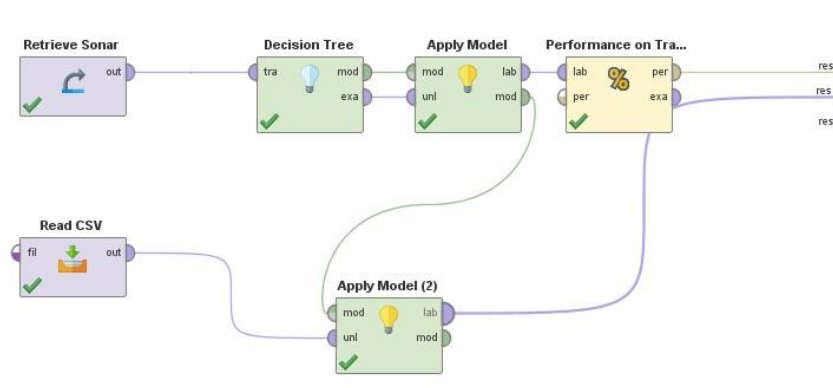 Retrieve Sonar
out
Decision Tree
tra
mod
exa
Apply Model
mod
lab
unl
mod
Performance on Tra...
lab
per
per
exa
res
res
res
Read CSV
fil
out
Apply Model (2)
mod
lab
unl
mod